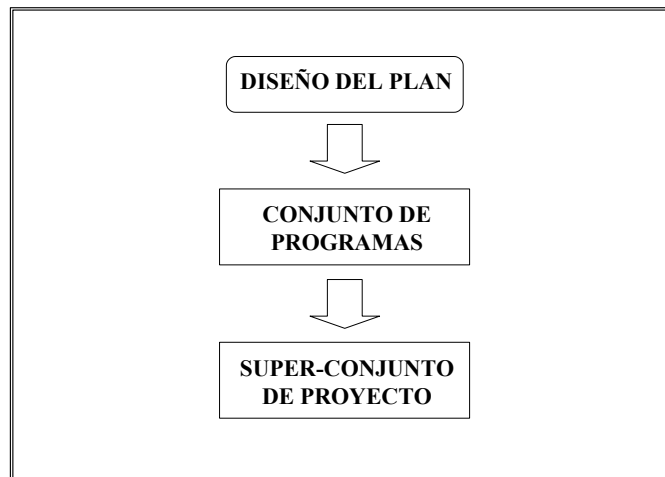 DISEÑO DEL PLAN
CONJUNTO DE
PROGRAMAS
SUPER-CONJUNTO
DE PROYECTO